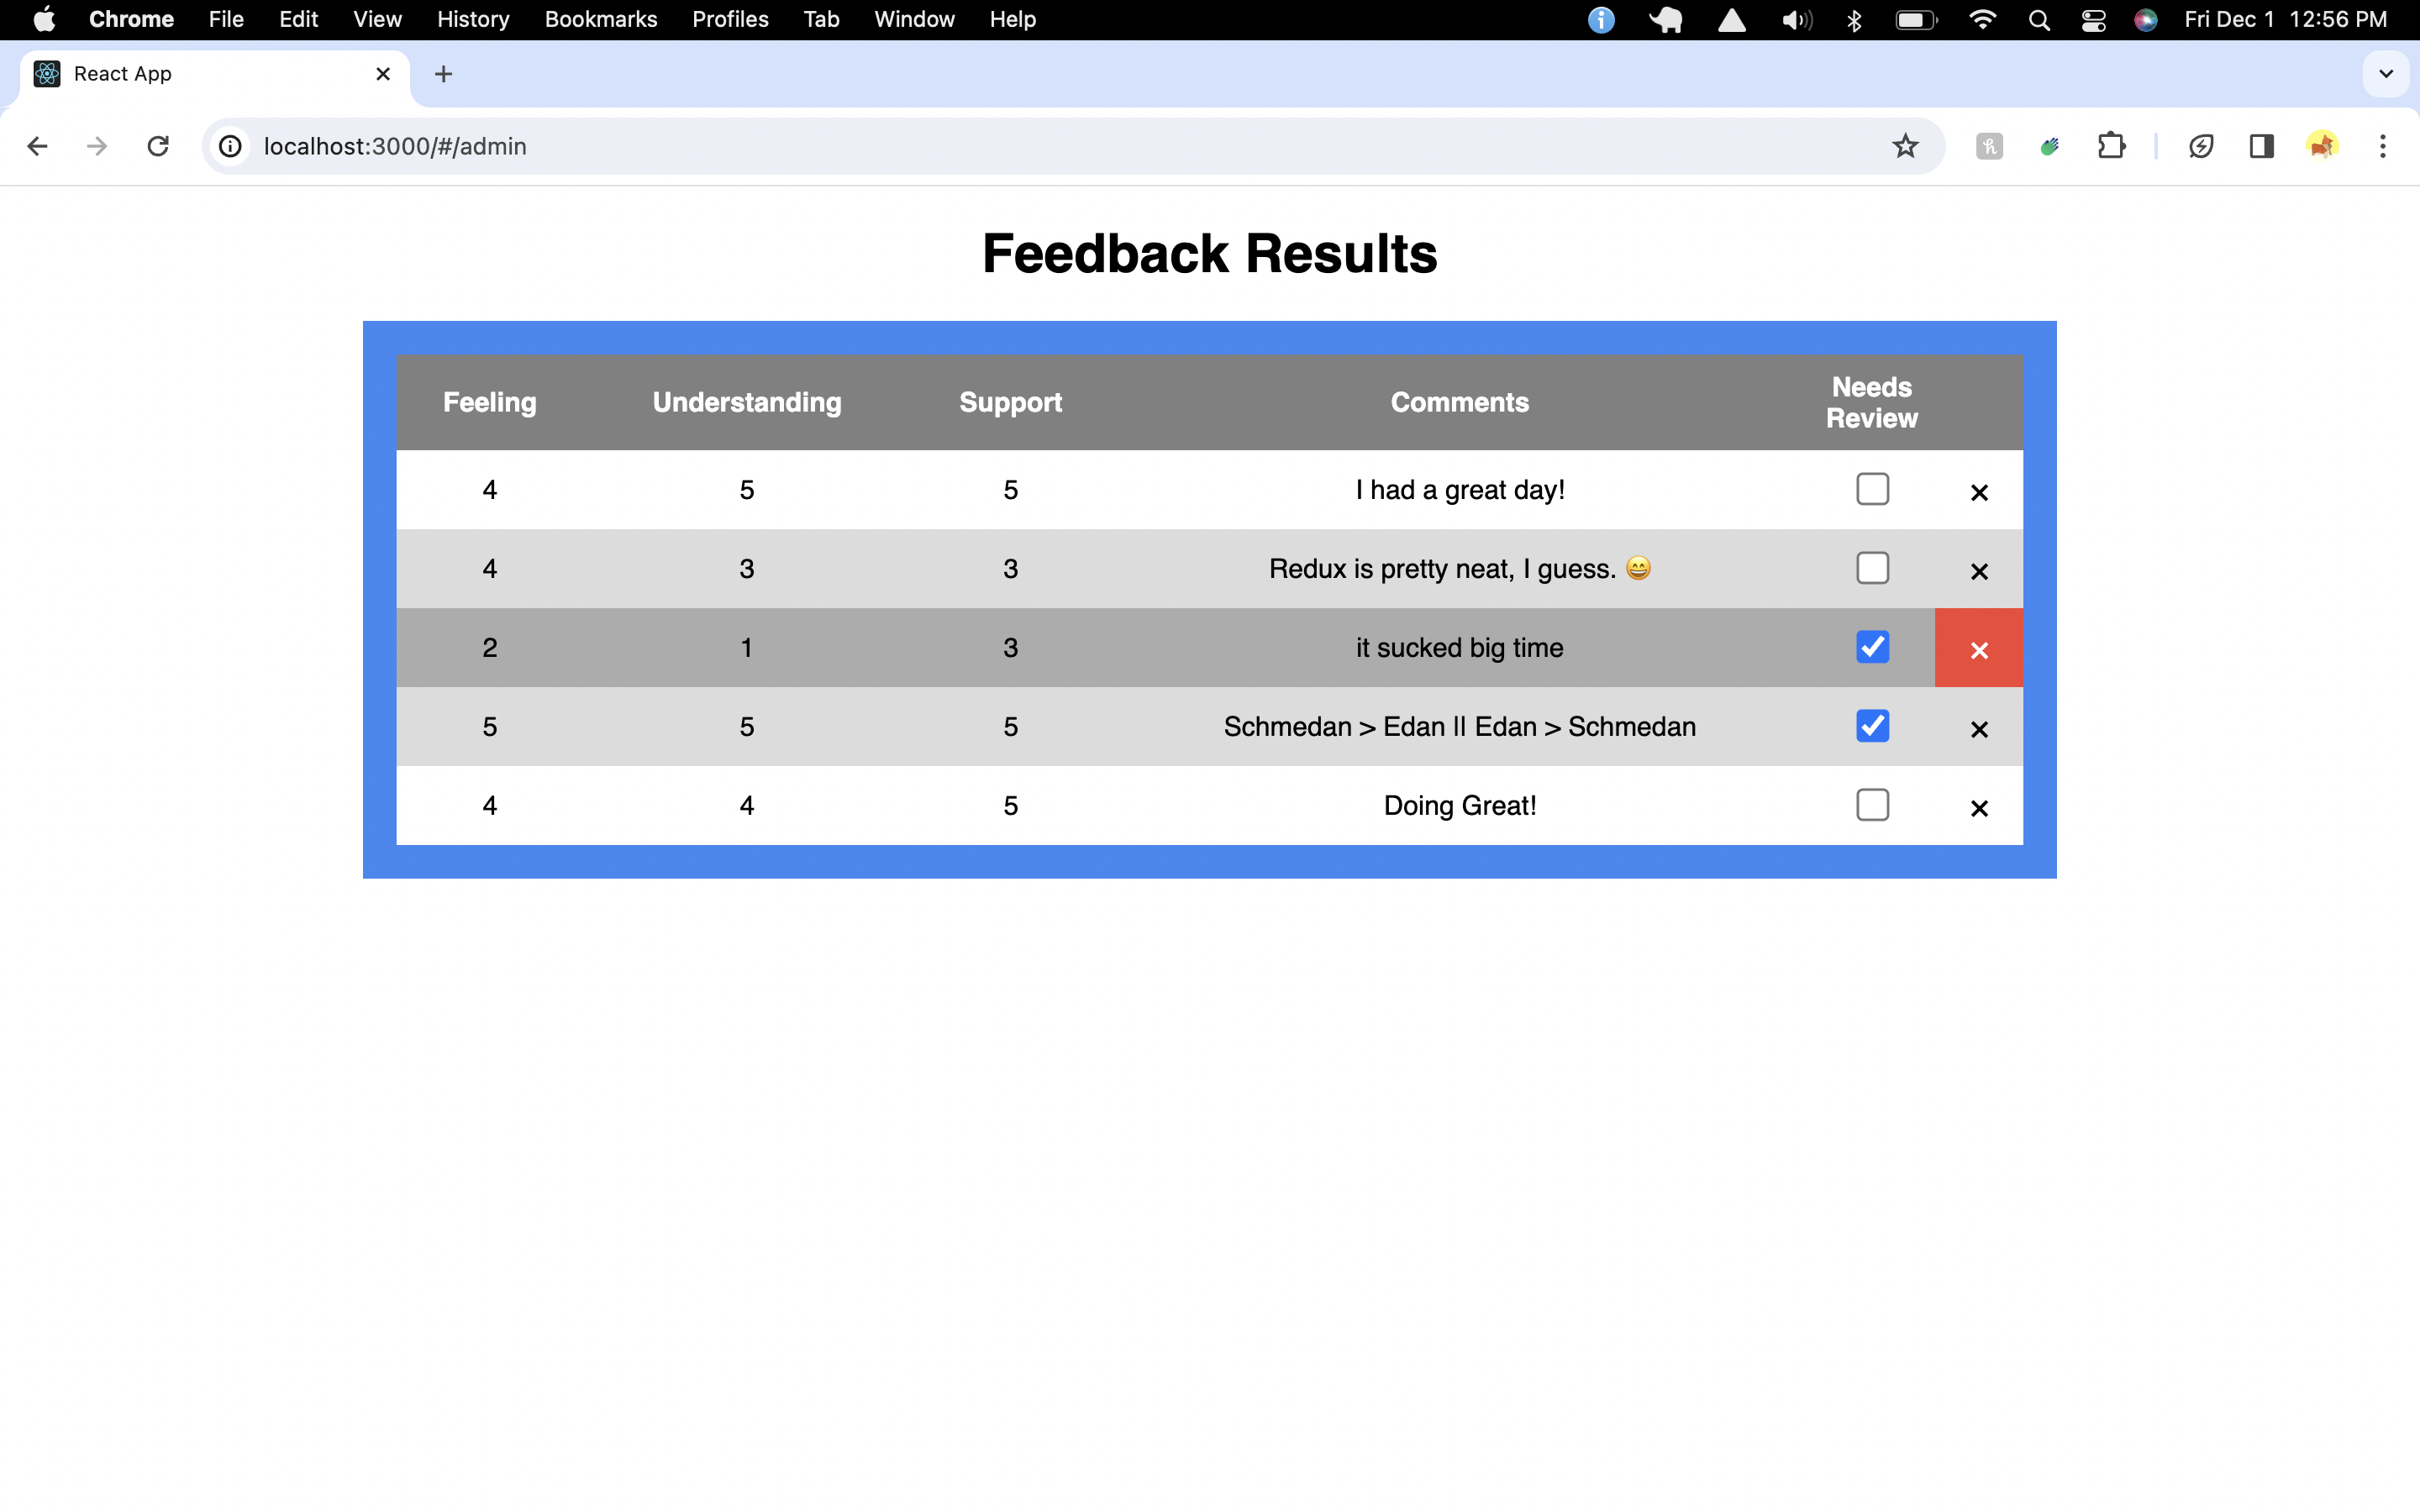 Chrome File Edit View History Bookmarks Profiles Tab Window Help Fri Dec 1 12:56 PM
React App
localhost:3000/#/admin
Feedback Results
Feeling Understanding Support Comments Needs Review
4 5 5 I had a great day! ×
4 3 3 Redux is pretty neat, I guess. 😄 ×
2 1 3 it sucked big time ×
5 5 5 Schmedan > Edan || Edan > Schmedan ×
4 4 5 Doing Great! ×